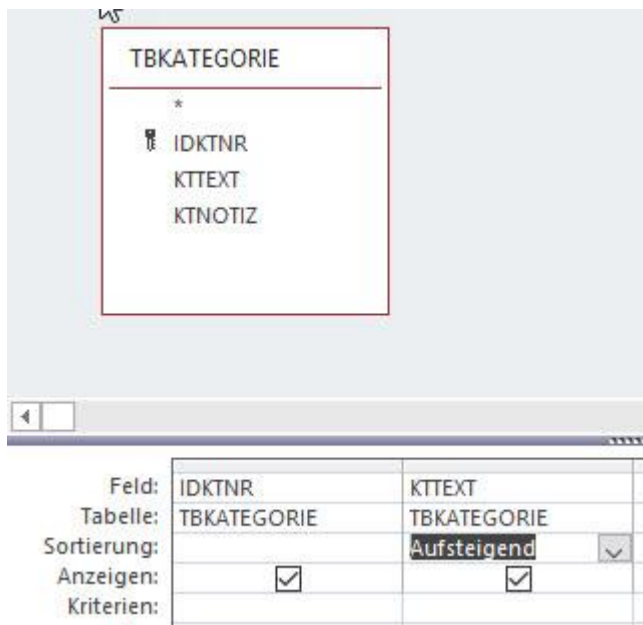 TBKATEGORIE
*
IDKTNR
KTTEXT
KTNOTIZ
Feld: IDKTNR KTTEXT
Tabelle: TBKATEGORIE TBKATEGORIE
Sortierung: Aufsteigend
Anzeigen:
Kriterien: